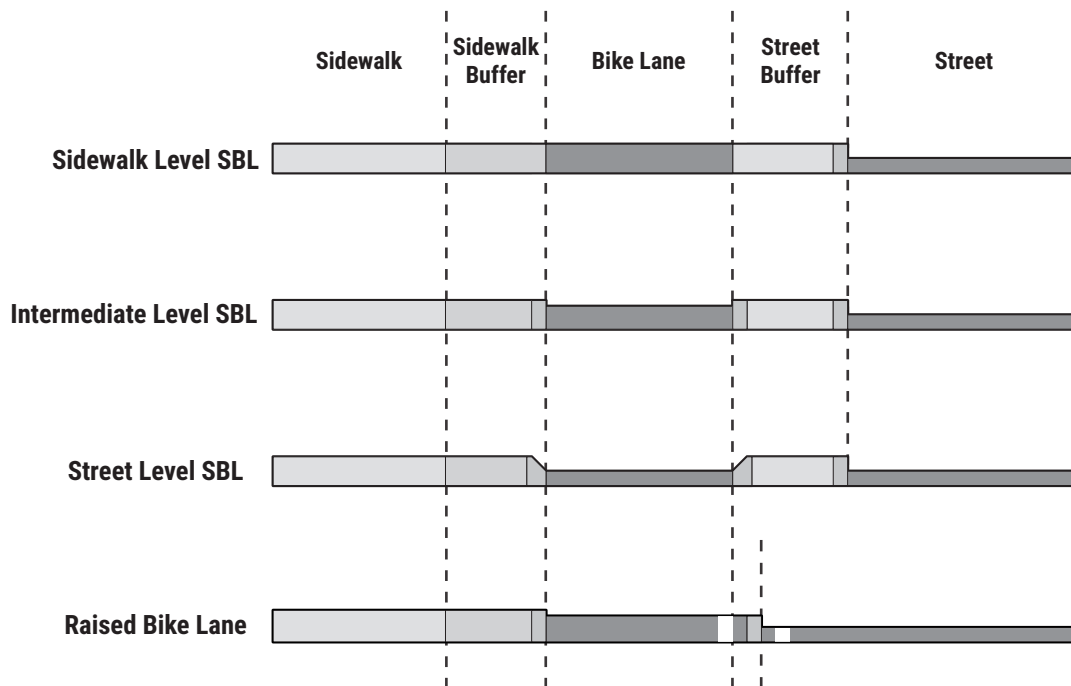 Sidewalk
Sidewalk
Buffer
Bike Lane
Street
Buffer
Street
Sidewalk Level SBL
Intermediate Level SBL
Street Level SBL
Raised Bike Lane